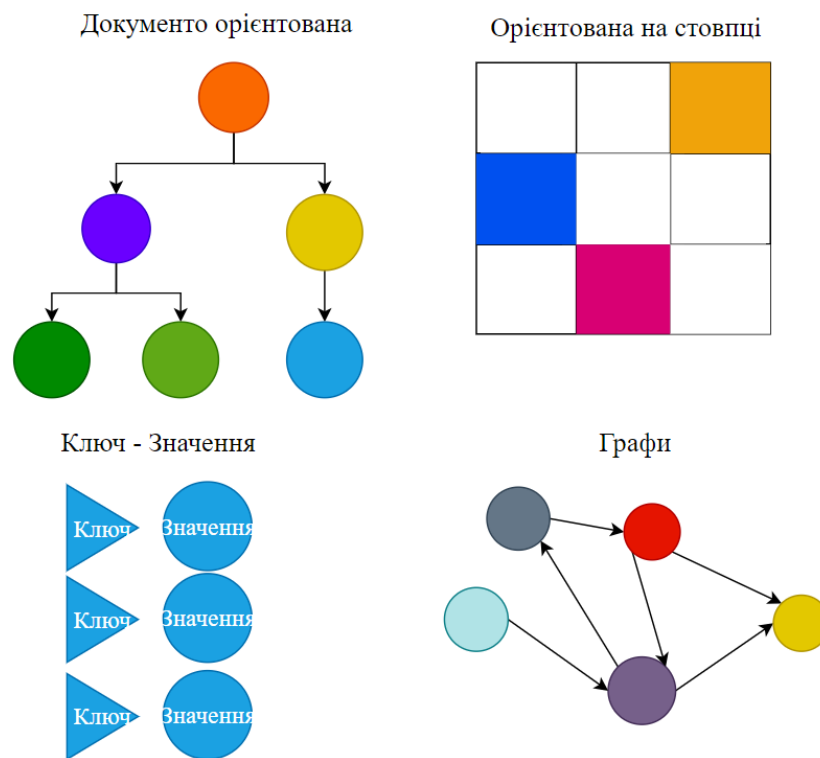 Документо орієнтована
Орієнтована на стовпці
Ключ - Значення
Графи
Ключ Значення
Ключ Значення
Ключ Значення